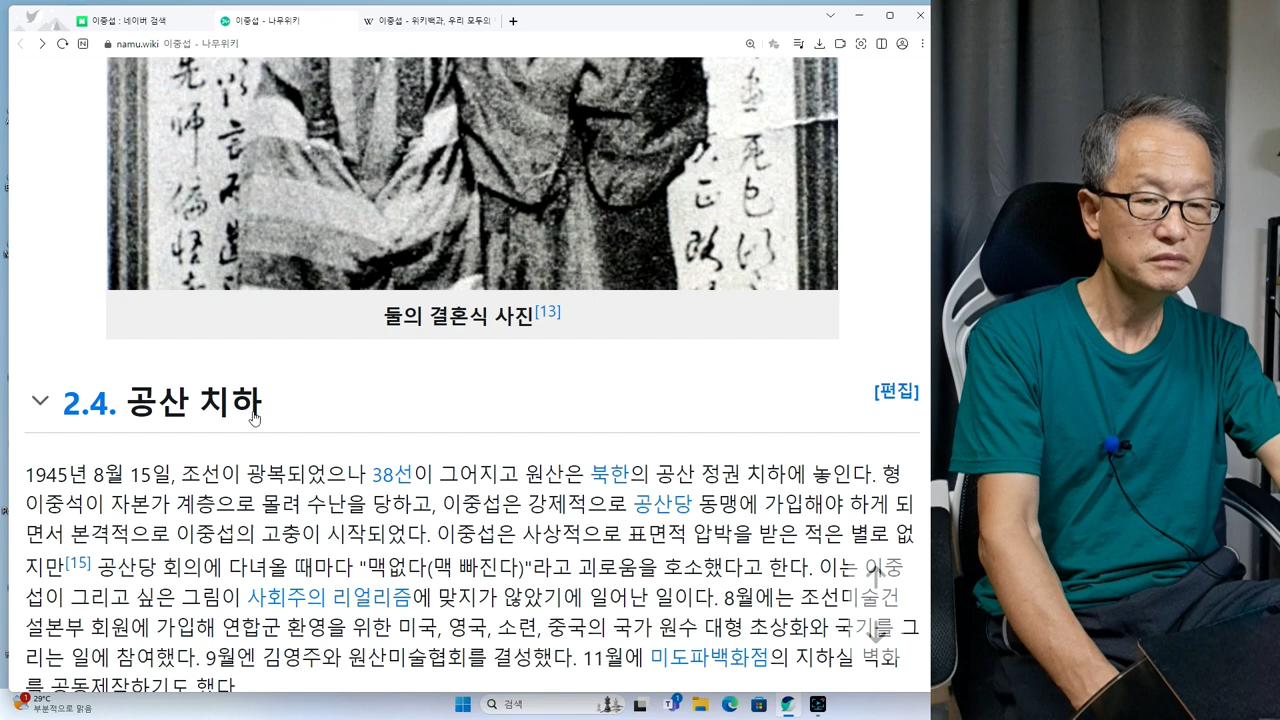 이중섭 : 네이버 검색
이중섭 - 나무위키
이중섭 - 위키백과, 우리 모두의
namu.wiki 이중섭 - 나무위키
둘의 결혼식 사진[13]
2.4. 공산 치하
[편집]
1945년 8월 15일, 조선이 광복되었으나 38선이 그어지고 원산은 북한의 공산 정권 치하에 놓인다. 형
이중석이 자본가 계층으로 몰려 수난을 당하고, 이중섭은 강제적으로 공산당 동맹에 가입해야 하게 되
면서 본격적으로 이중섭의 고충이 시작되었다. 이중섭은 사상적으로 표면적 압박을 받은 적은 별로 없
지만[15] 공산당 회의에 다녀올 때마다 "맥없다(맥 빠진다)"라고 괴로움을 호소했다고 한다. 이는 이중
섭이 그리고 싶은 그림이 사회주의 리얼리즘에 맞지가 않았기에 일어난 일이다. 8월에는 조선미술건
설본부 회원에 가입해 연합군 환영을 위한 미국, 영국, 소련, 중국의 국가 원수 대형 초상화와 국기를 그
리는 일에 참여했다. 9월엔 김영주와 원산미술협회를 결성했다. 11월에 미도파백화점의 지하실 벽화
를 공동제작하기도 했다
29°C
부분적으로 맑음
검색